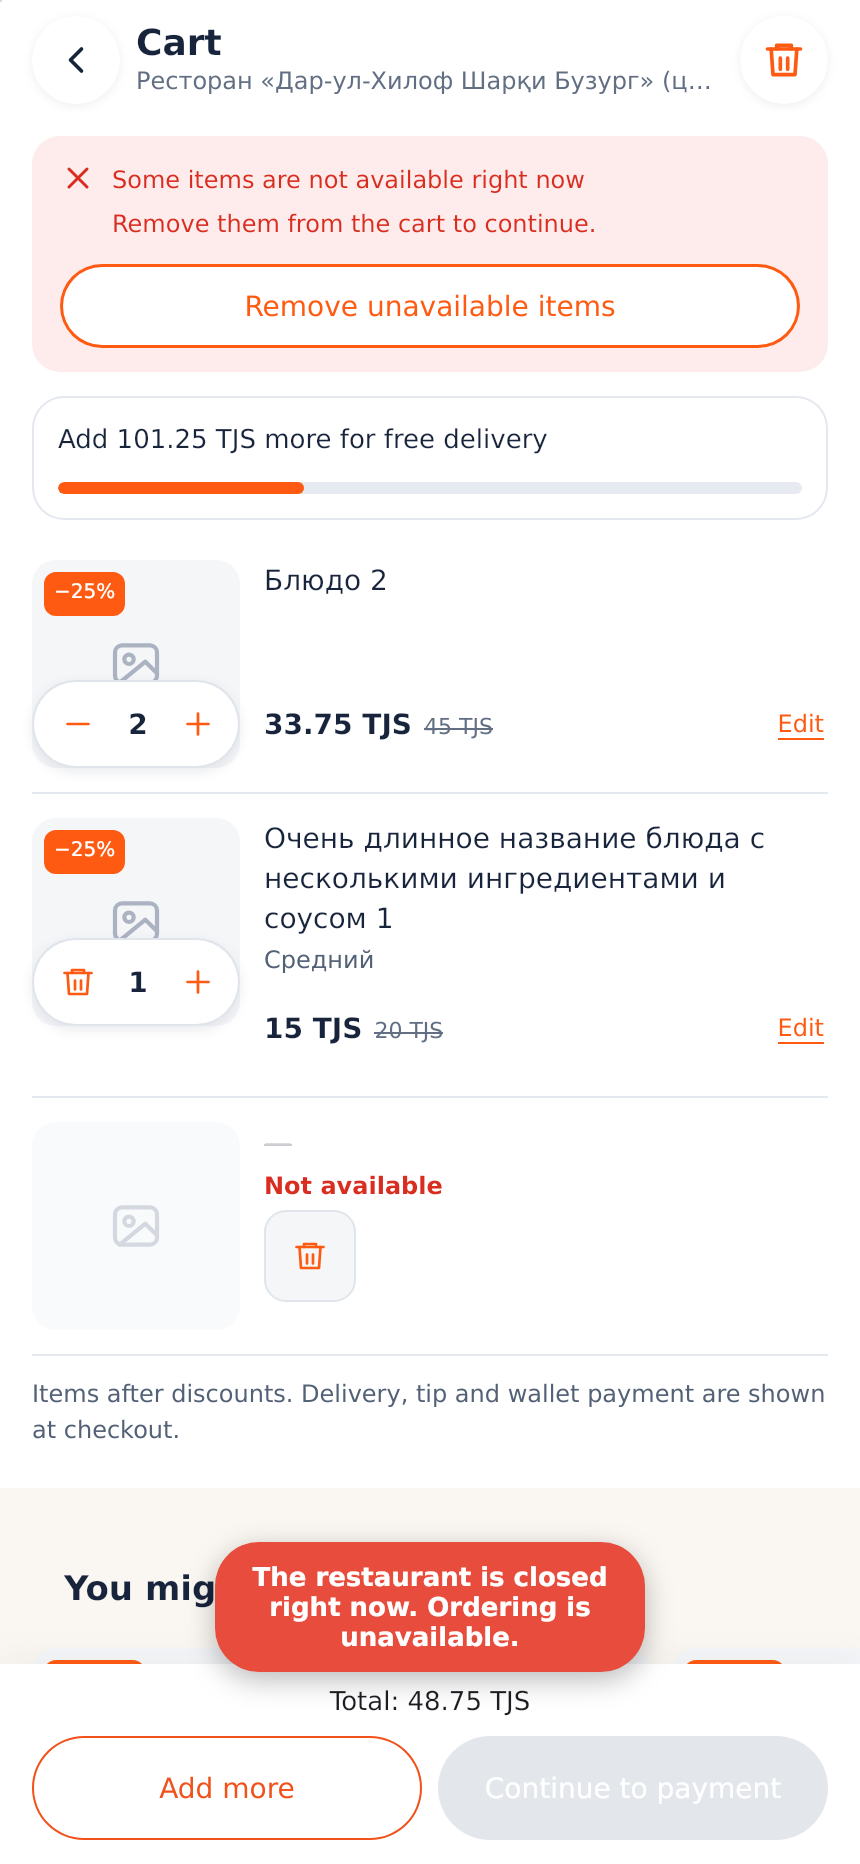 Cart
Ресторан «Дар-ул-Хилоф Шарқи Бузург» (ц...
Some items are not available right now
Remove them from the cart to continue.
Remove unavailable items
Add 101.25 TJS more for free delivery
−25%
Блюдо 2
2
33.75 TJS 45 TJS
Edit
−25%
Очень длинное название блюда с
несколькими ингредиентами и
соусом 1
Средний
1
15 TJS 20 TJS
Edit
—
Not available
Items after discounts. Delivery, tip and wallet payment are shown
at checkout.
You mig
The restaurant is closed
right now. Ordering is
unavailable.
Total: 48.75 TJS
Add more
Continue to payment